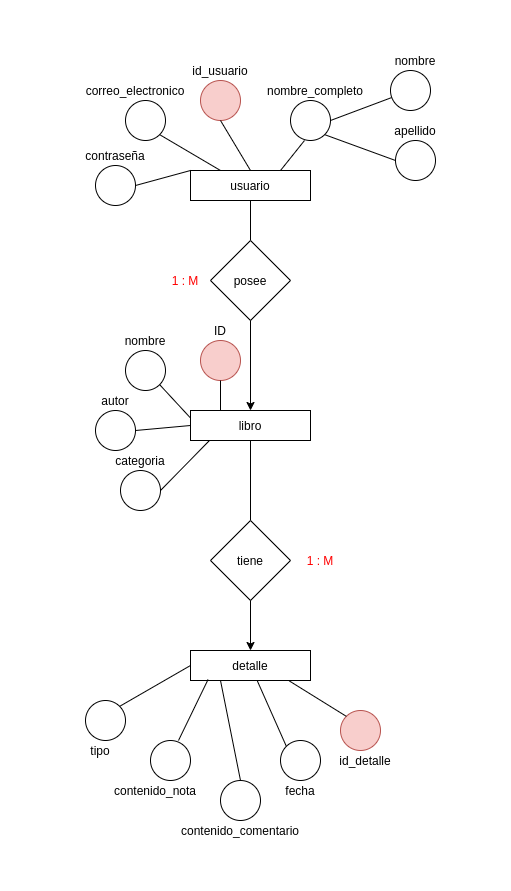 nombre
id_usuario
correo_electronico
nombre_completo
apellido
contraseña
usuario
1 : M
posee
ID
nombre
autor
libro
categoria
tiene
1 : M
detalle
tipo
id_detalle
contenido_nota
fecha
contenido_comentario